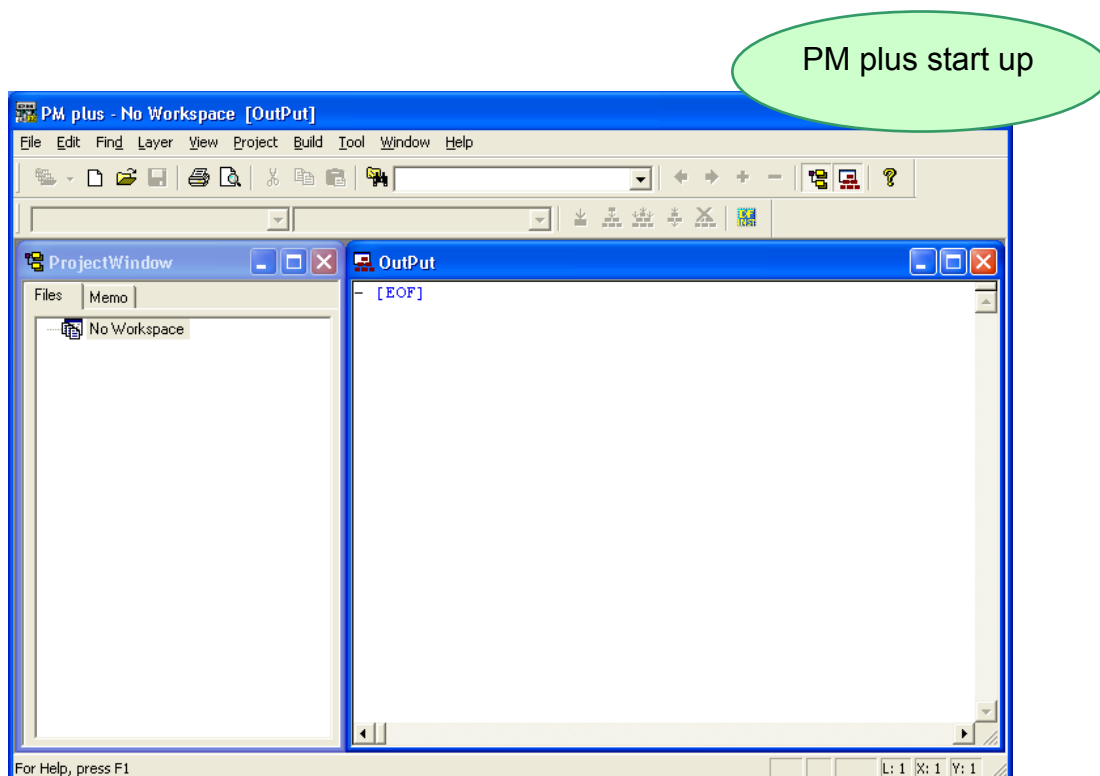 PM plus start up
PM plus - No Workspace [OutPut]
File Edit Find Layer View Project Build Tool Window Help
ProjectWindow
OutPut
Files Memo
[EOF]
No Workspace
For Help, press F1
L: 1 X: 1 Y: 1